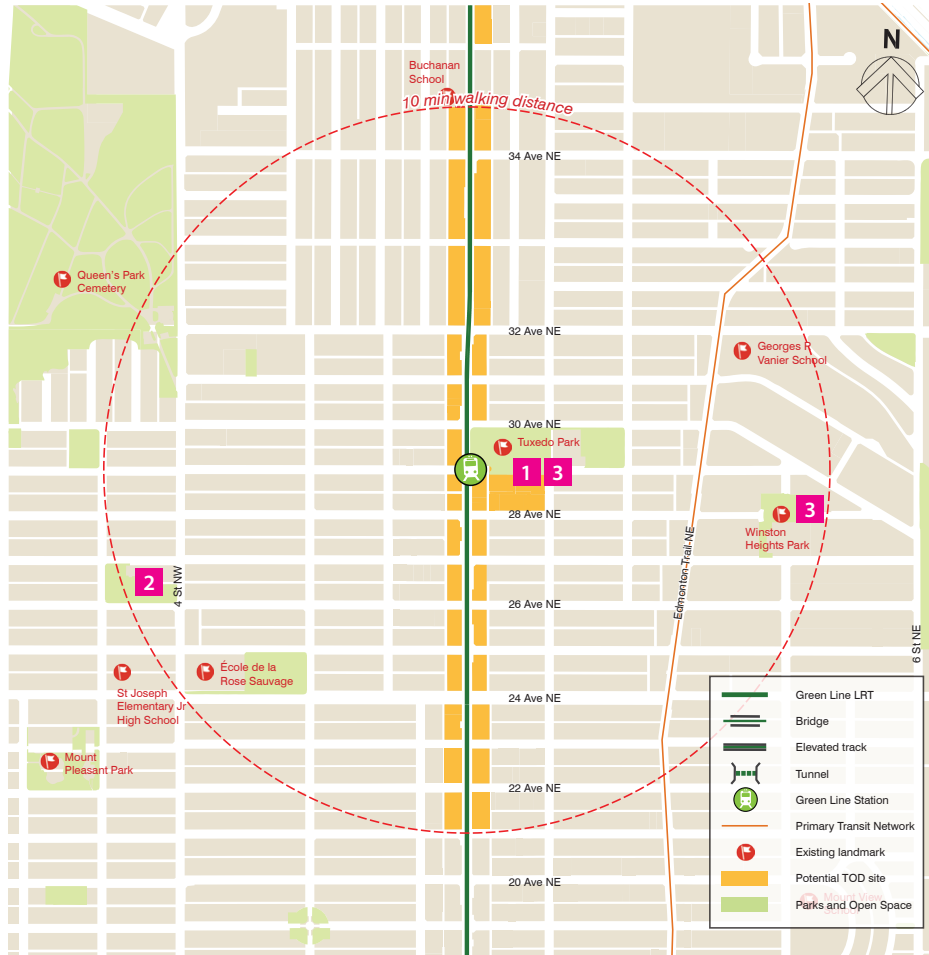 N
Buchanan
School
10 min walking distance
34 Ave NE
Queen's Park
Cemetery
32 Ave NE
Georges P
Vanier School
30 Ave NE
Tuxedo Park
1 3
28 Ave NE
3
Winston
Heights Park
Edmonton Trail NE
2
4 St NW
26 Ave NE
6 St NE
École de la
Rose Sauvage
St Joseph
Elementary Jr
High School
24 Ave NE
Mount
Pleasant Park
22 Ave NE
20 Ave NE
Green Line LRT
Bridge
Elevated track
Tunnel
Green Line Station
Primary Transit Network
Existing landmark
Potential TOD site
Mount View
School
Parks and Open Space